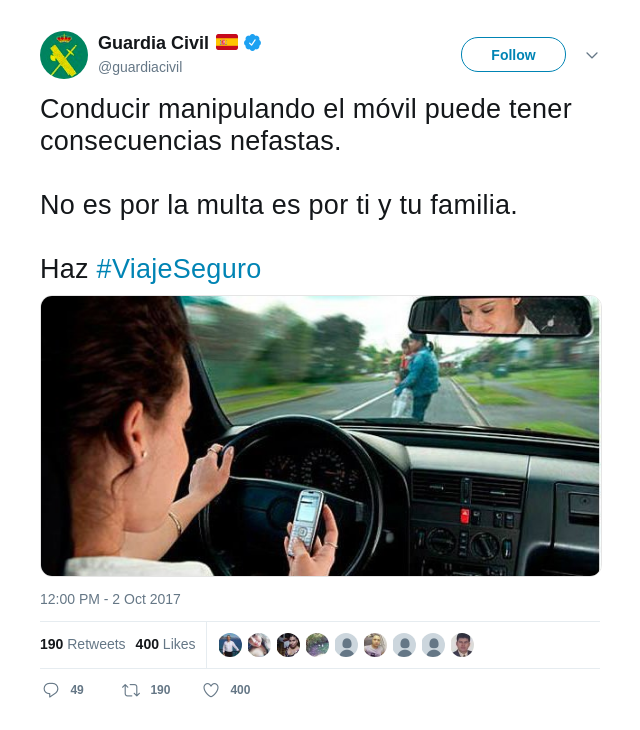 Guardia Civil
@guardiacivil
Follow
Conducir manipulando el móvil puede tener
consecuencias nefastas.
No es por la multa es por ti y tu familia.
Haz #ViajeSeguro
12:00 PM - 2 Oct 2017
190 Retweets 400 Likes
49 190 400